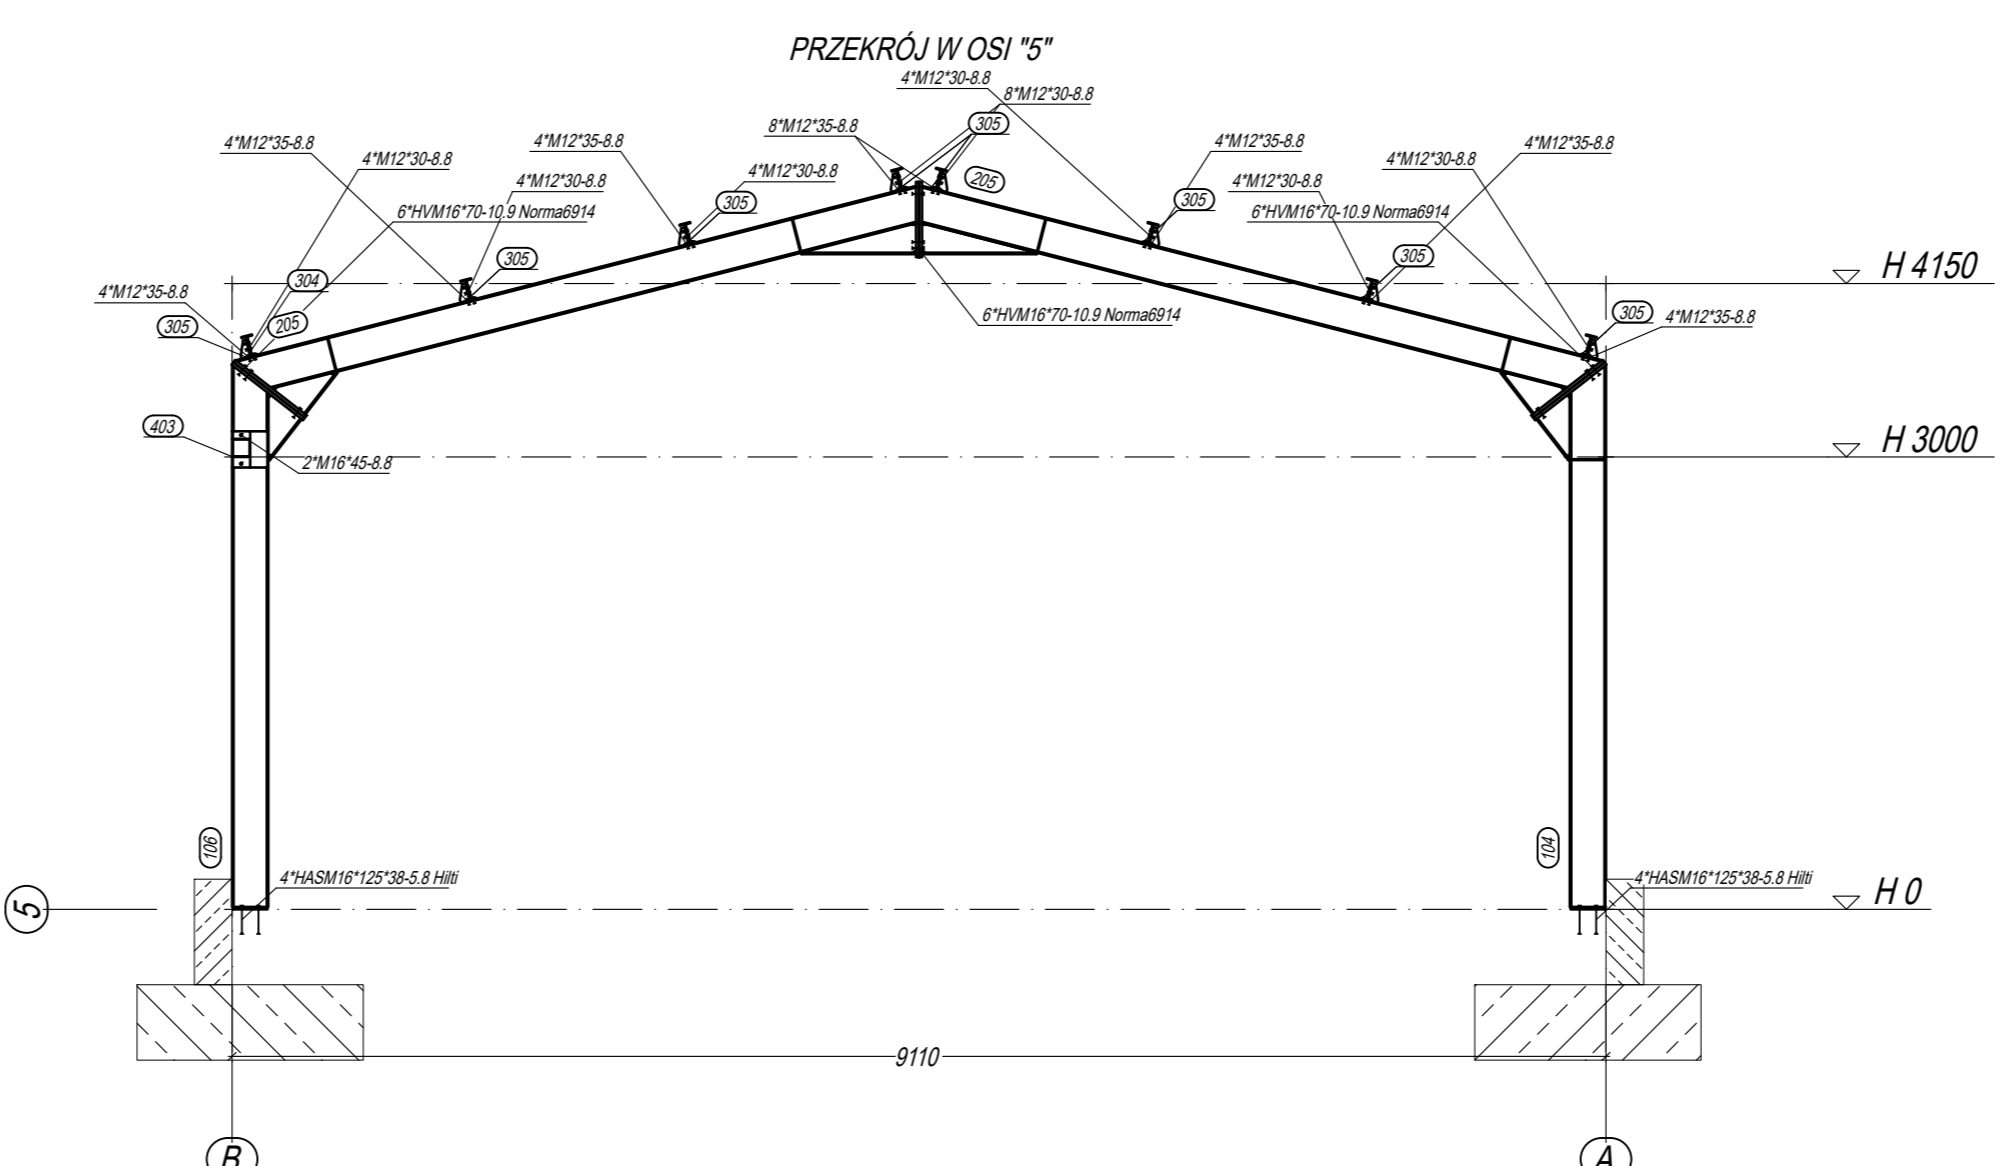 PRZEKRÓJ W OSI "5"
4*M12*30-8.8
8*M12*30-8.8
8*M12*35-8.8
305
4*M12*35-8.8
4*M12*30-8.8
4*M12*35-8.8
4*M12*30-8.8
4*M12*30-8.8
305
6*HVM16*70-10.9 Norma6914
205
4*M12*35-8.8
4*M12*35-8.8
4*M12*30-8.8
4*M12*30-8.8
305
6*HVM16*70-10.9 Norma6914
305
305
H 4150
304
4*M12*35-8.8
305
205
6*HVM16*70-10.9 Norma6914
305
4*M12*35-8.8
403
2*M16*45-8.8
H 3000
106
104
4*HASM16*125*38-5.8 Hilti
4*HASM16*125*38-5.8 Hilti
5
H 0
9110
B
A